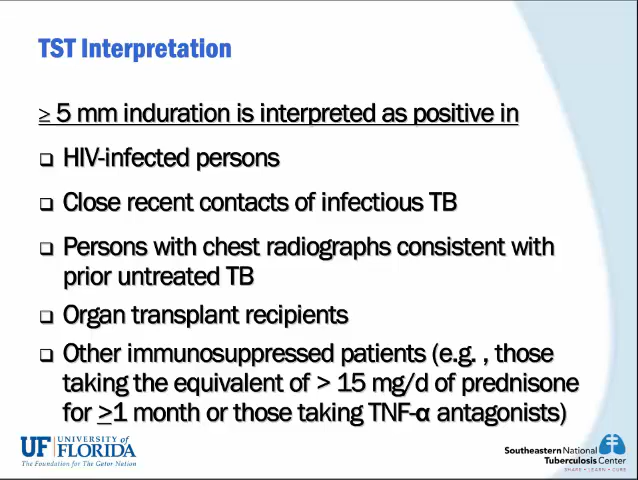 TST Interpretation
≥ 5 mm induration is interpreted as positive in
❑ HIV-infected persons
❑ Close recent contacts of infectious TB
❑ Persons with chest radiographs consistent with
prior untreated TB
❑ Organ transplant recipients
❑ Other immunosuppressed patients (e.g. , those
taking the equivalent of > 15 mg/d of prednisone
for ≥1 month or those taking TNF-α antagonists)
UF UNIVERSITY of
FLORIDA
The Foundation for The Gator Nation
Southeastern National
Tuberculosis Center
SHARE • LEARN • CURE